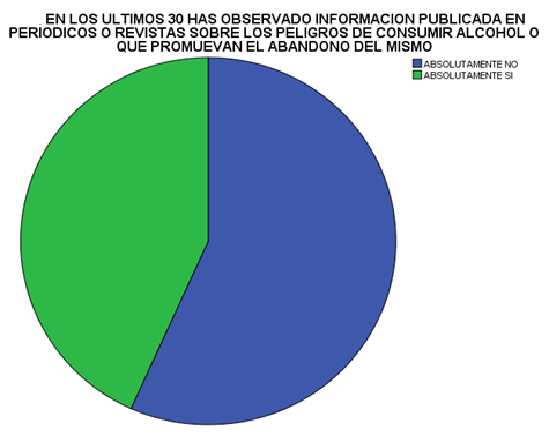 EN LOS ULTIMOS 30 HAS OBSERVADO INFORMACION PUBLICADA EN
PERIODICOS O REVISTAS SOBRE LOS PELIGROS DE CONSUMIR ALCOHOL O
QUE PROMUEVAN EL ABANDONO DEL MISMO
ABSOLUTAMENTE NO
ABSOLUTAMENTE SI